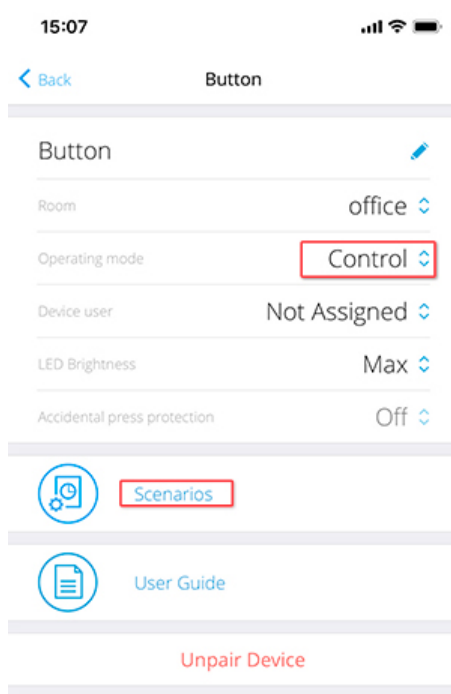 15:07
Back
Button
Button
Room office
Operating mode Control
Device user Not Assigned
LED Brightness Max
Accidental press protection Off
Scenarios
User Guide
Unpair Device